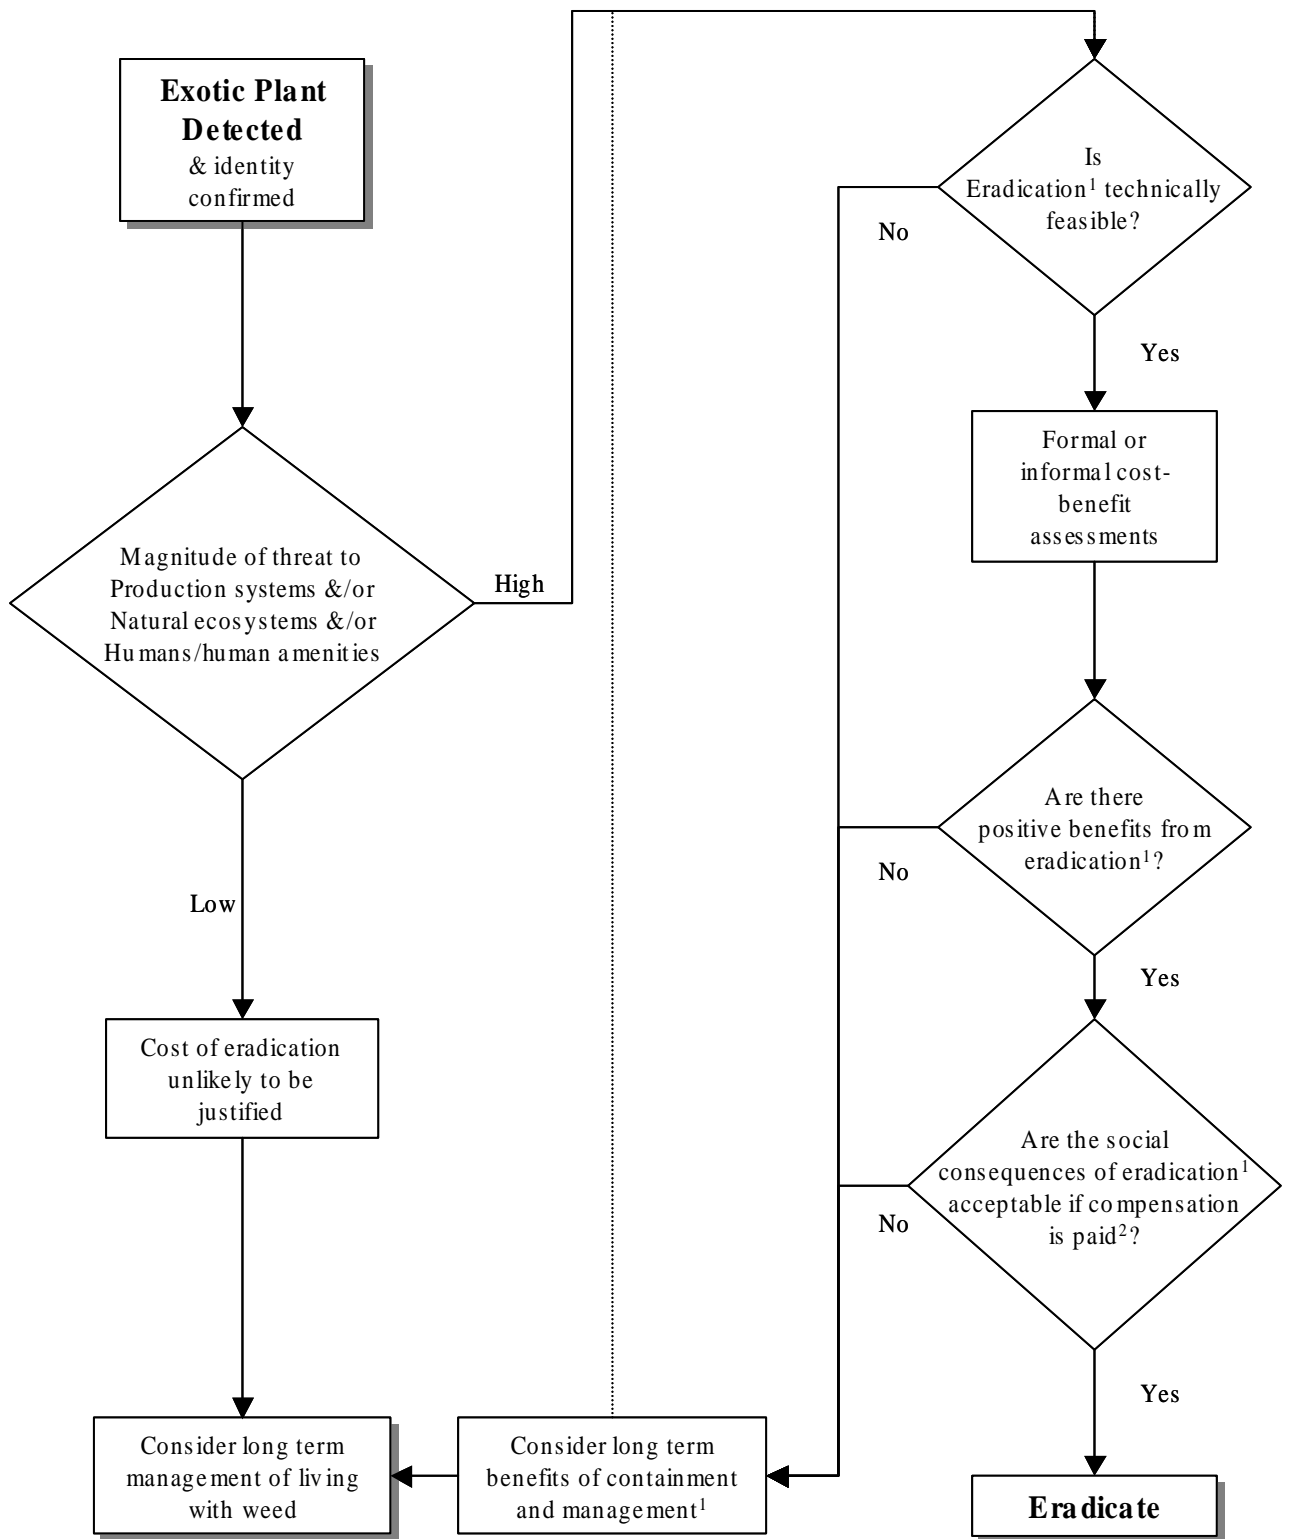 Exotic Plant
Detected
& identity
confirmed
Magnitude of threat to
Production systems &/or
Natural ecosystems &/or
Humans/human amenities
High
Low
Cost of eradication
unlikely to be
justified
Consider long term
management of living
with weed
Consider long term
benefits of containment
and management¹
Is
Eradication¹ technically
feasible?
No
Yes
Formal or
informal cost-
benefit
assessments
Are there
positive benefits from
eradication¹?
No
Yes
Are the social
consequences of eradication¹
acceptable if compensation
is paid²?
No
Yes
Eradicate